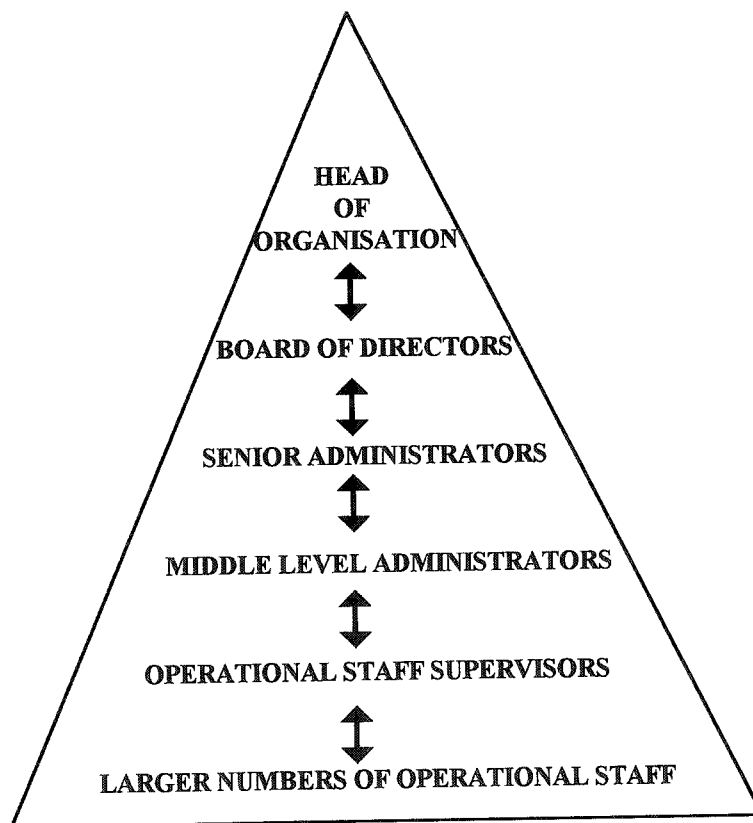 HEAD
OF
ORGANISATION
BOARD OF DIRECTORS
SENIOR ADMINISTRATORS
MIDDLE LEVEL ADMINISTRATORS
OPERATIONAL STAFF SUPERVISORS
LARGER NUMBERS OF OPERATIONAL STAFF